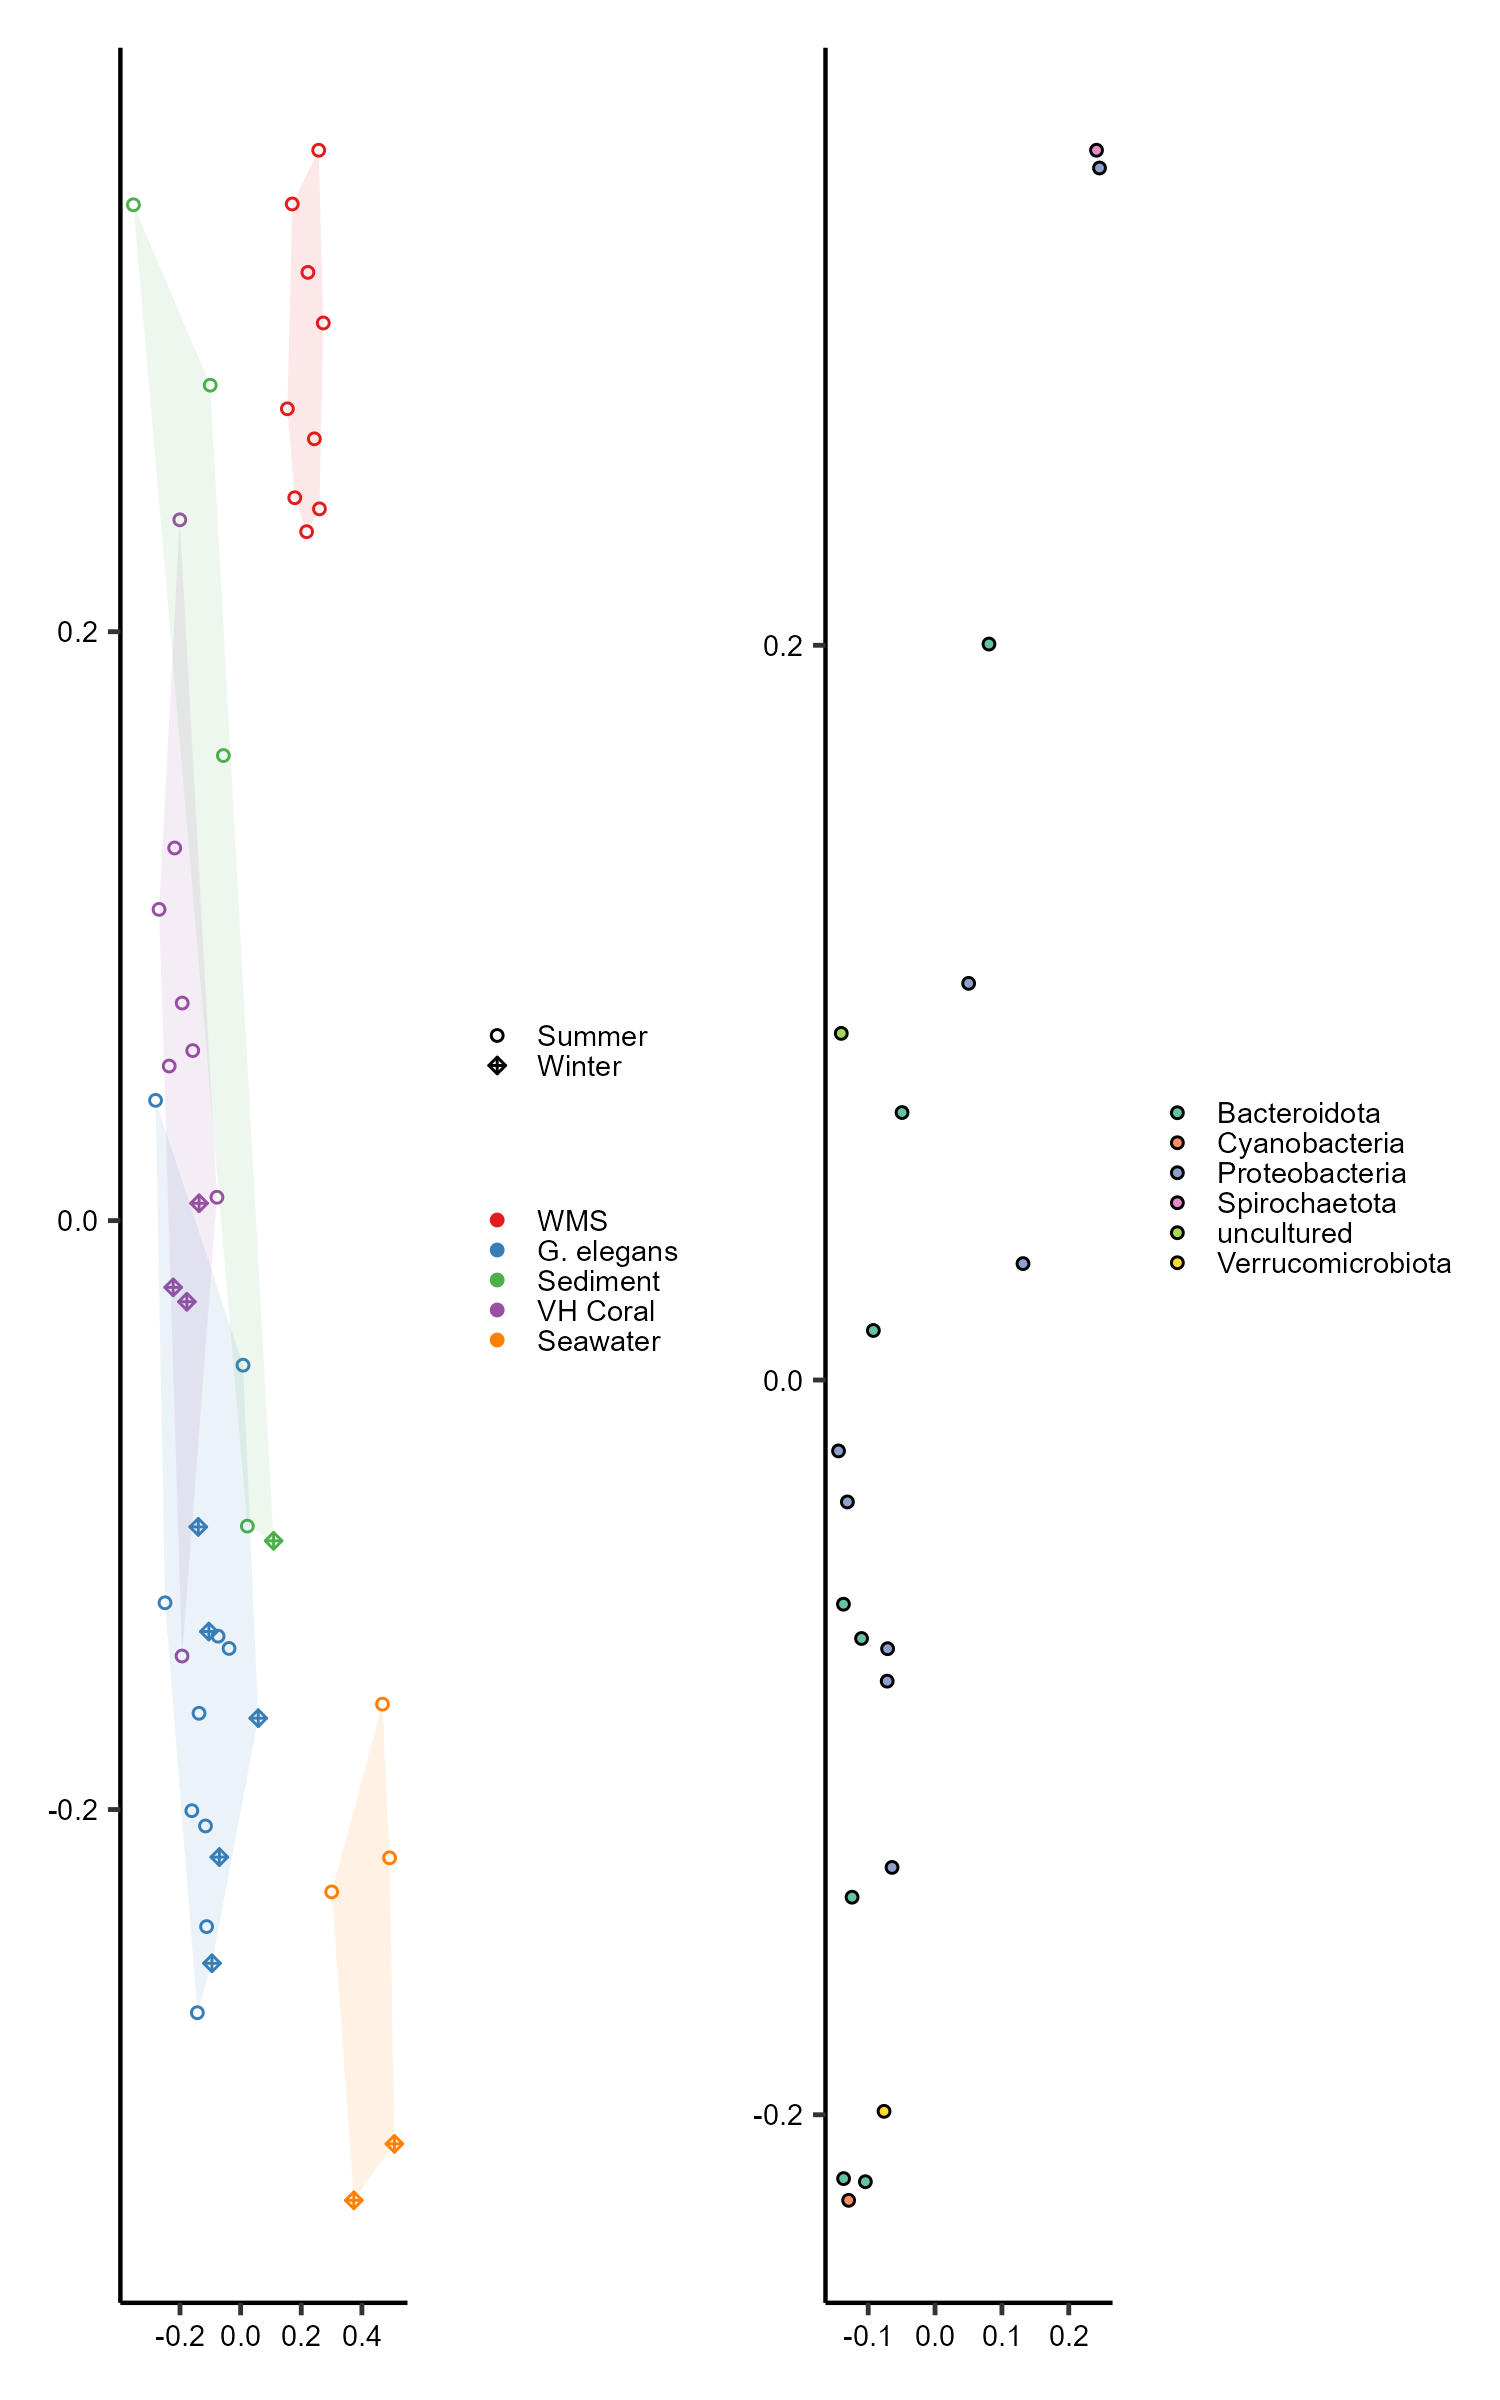 0.2
0.0
-0.2
-0.2 0.0 0.2 0.4
Summer
Winter
WMS
G. elegans
Sediment
VH Coral
Seawater
0.2
0.0
-0.2
-0.1 0.0 0.1 0.2
Bacteroidota
Cyanobacteria
Proteobacteria
Spirochaetota
uncultured
Verrucomicrobiota